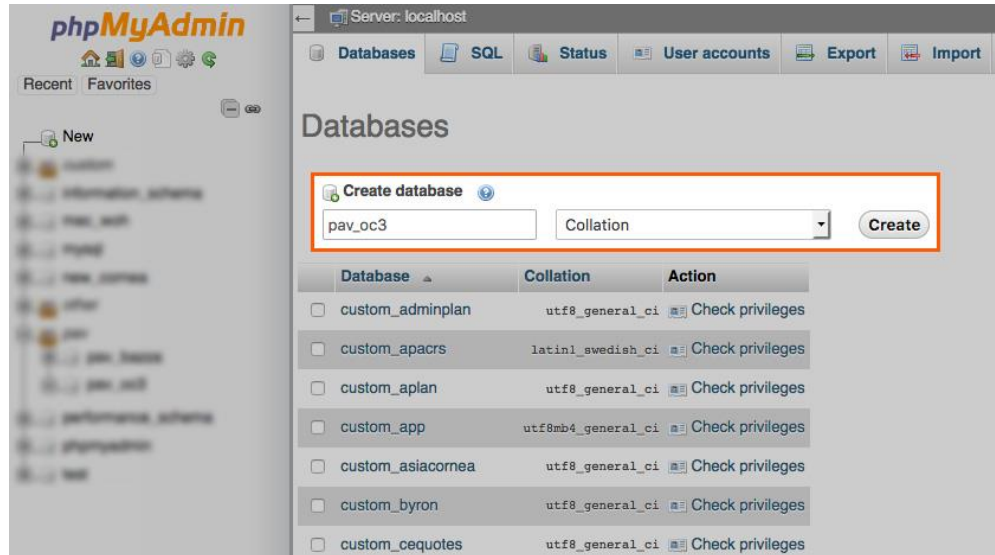 phpMyAdmin
Recent Favorites
New
Server: localhost
Databases SQL Status User accounts Export Import
Databases
Create database
pav_oc3 Collation Create
Database Collation Action
custom_adminplan utf8_general_ci Check privileges
custom_apacrs latin1_swedish_ci Check privileges
custom_aplan utf8_general_ci Check privileges
custom_app utf8mb4_general_ci Check privileges
custom_asiacornea utf8_general_ci Check privileges
custom_byron utf8_general_ci Check privileges
custom_cequotes utf8_general_ci Check privileges